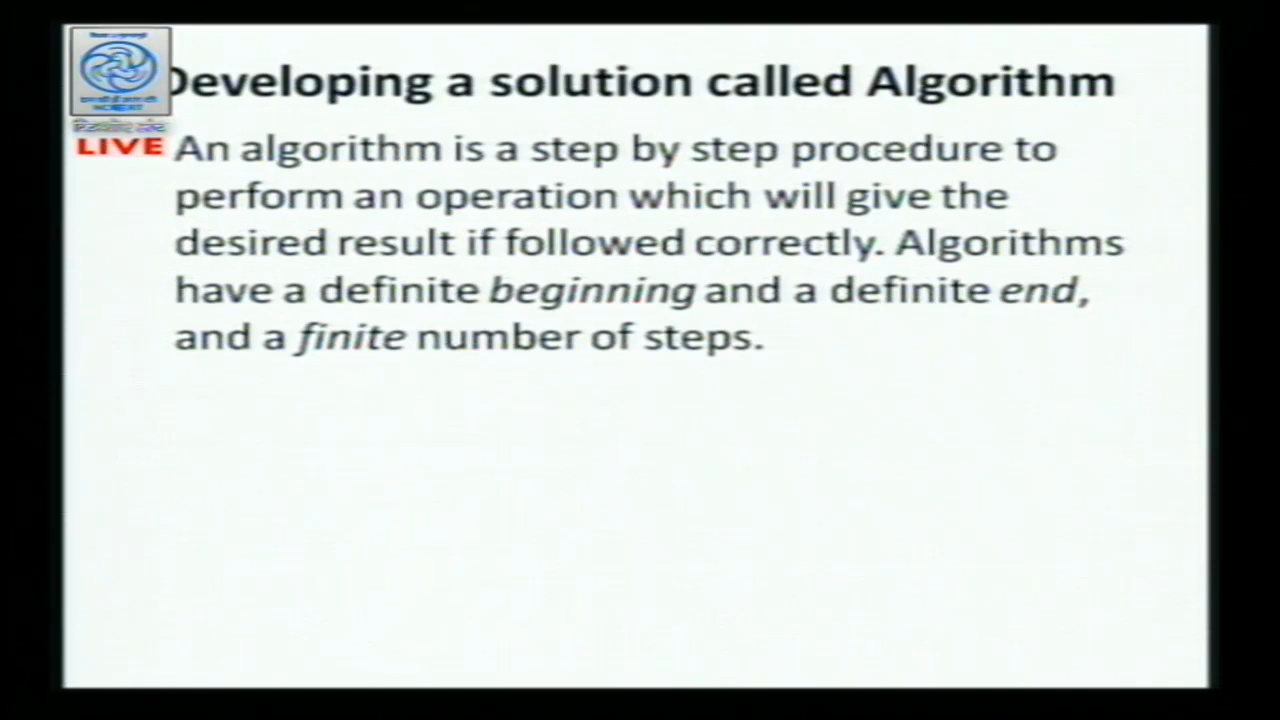 Developing a solution called Algorithm
LIVE
An algorithm is a step by step procedure to
perform an operation which will give the
desired result if followed correctly. Algorithms
have a definite beginning and a definite end,
and a finite number of steps.